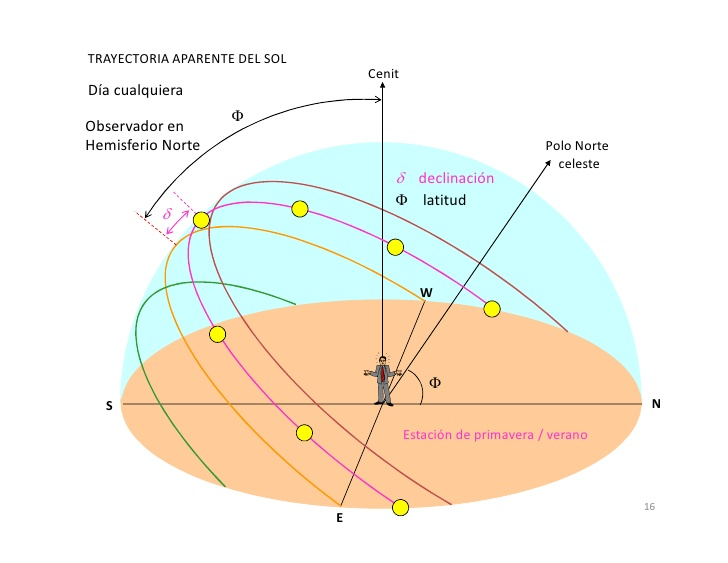 TRAYECTORIA APARENTE DEL SOL
Cenit
Día cualquiera
Φ
Observador en
Hemisferio Norte
Polo Norte
celeste
δ declinación
Φ latitud
δ
W
Φ
S
N
Estación de primavera / verano
E
16